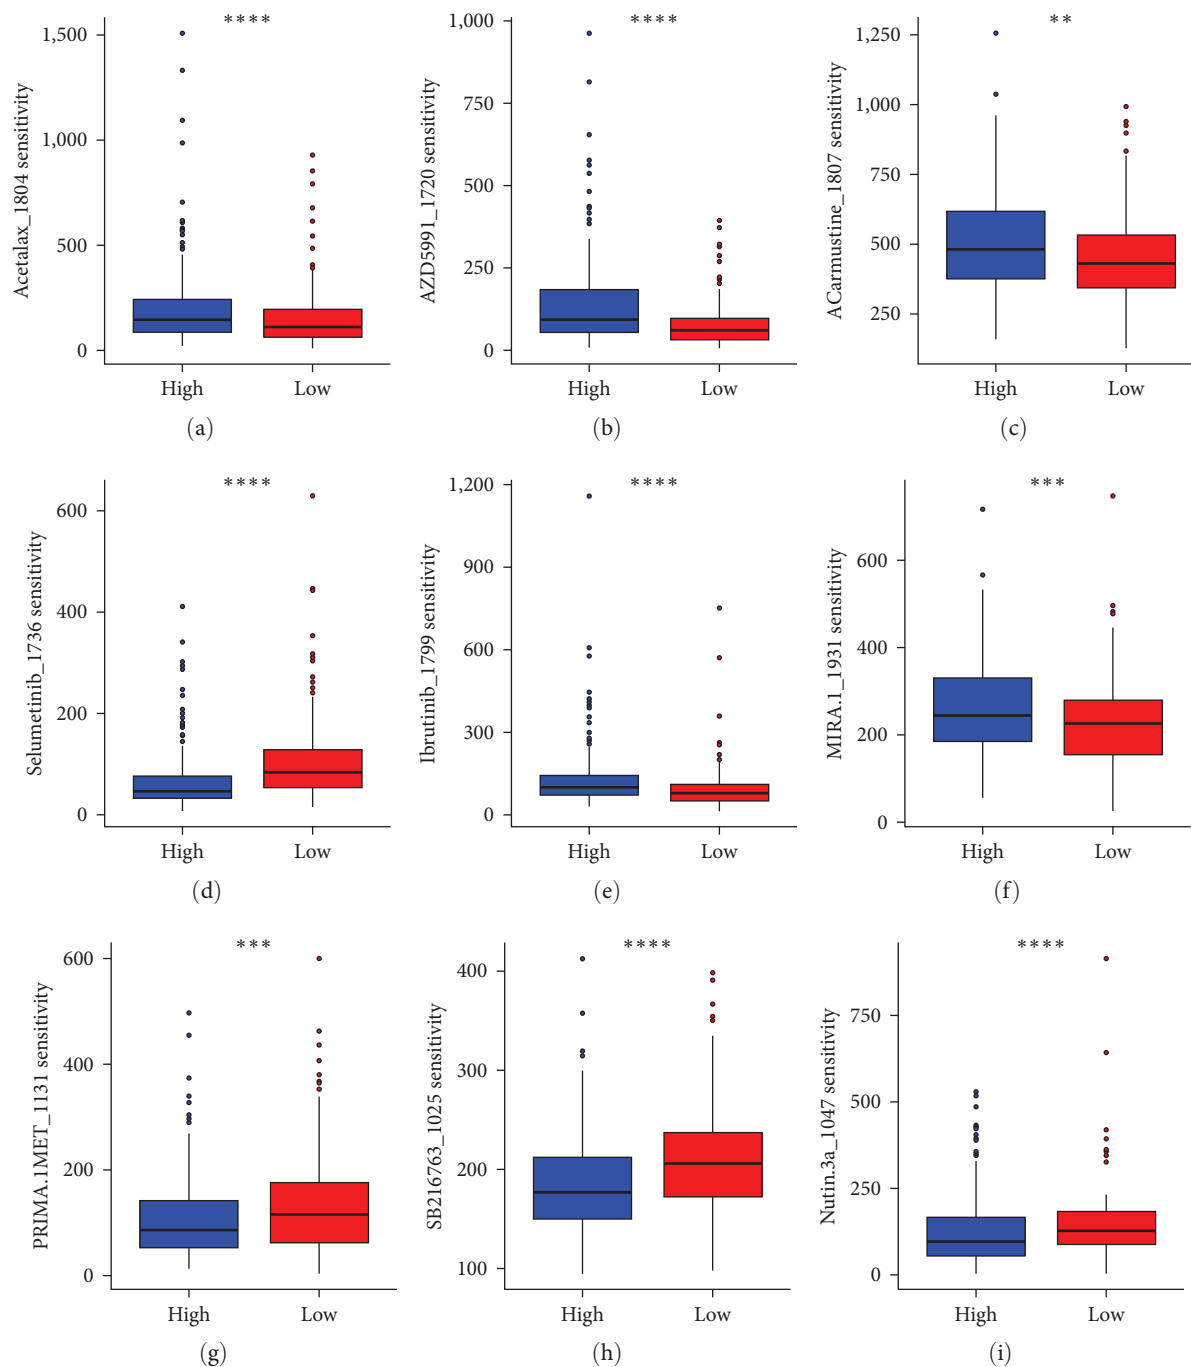 ****
Acetalax_1804 sensitivity
1,500
1,000
500
0
High Low
(a)
****
AZD5991_1720 sensitivity
1,000
750
500
250
0
High Low
(b)
**
ACarmustine_1807 sensitivity
1,250
1,000
750
500
250
High Low
(c)
****
Selumetinib_1736 sensitivity
600
400
200
0
High Low
(d)
****
Ibrutinib_1799 sensitivity
1,200
900
600
300
0
High Low
(e)
***
MIRA.1_1931 sensitivity
600
400
200
0
High Low
(f)
***
PRIMA.1MET_1131 sensitivity
600
400
200
0
High Low
(g)
****
SB216763_1025 sensitivity
400
300
200
100
High Low
(h)
****
Nutin.3a_1047 sensitivity
750
500
250
0
High Low
(i)